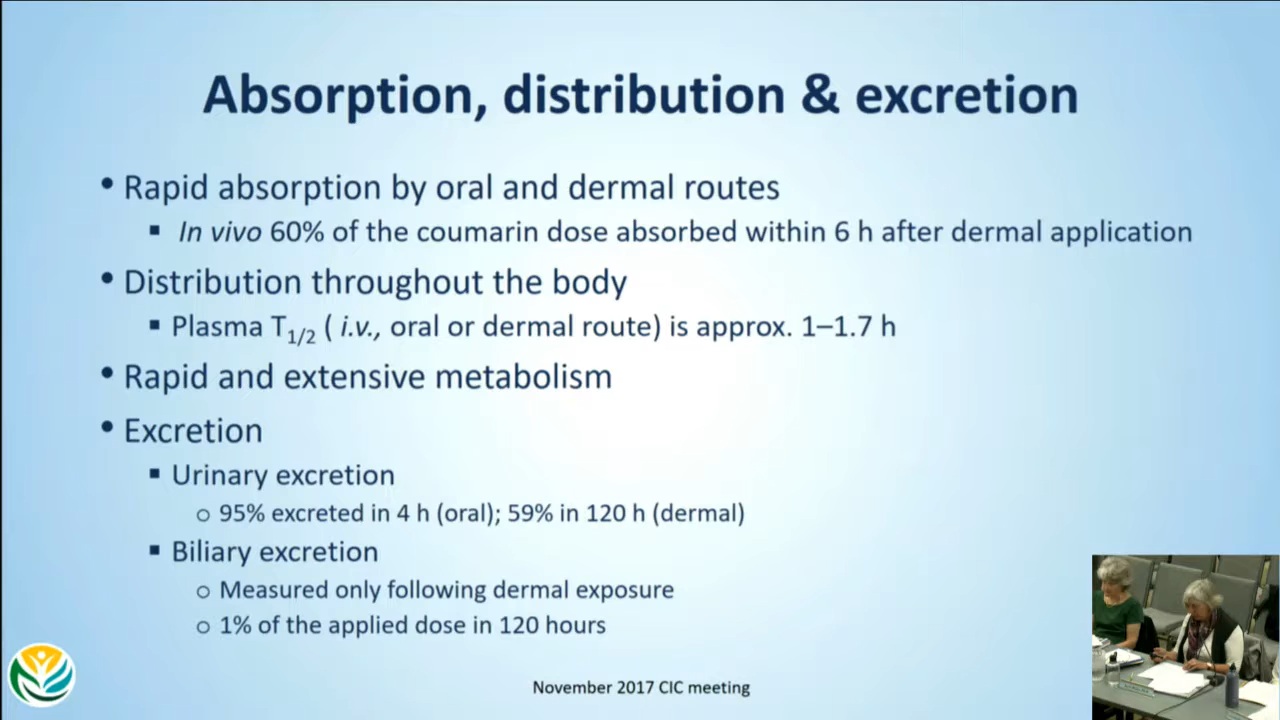 Absorption, distribution & excretion
• Rapid absorption by oral and dermal routes
▪ In vivo 60% of the coumarin dose absorbed within 6 h after dermal application
• Distribution throughout the body
▪ Plasma T1/2 ( i.v., oral or dermal route) is approx. 1–1.7 h
• Rapid and extensive metabolism
• Excretion
▪ Urinary excretion
○ 95% excreted in 4 h (oral); 59% in 120 h (dermal)
▪ Biliary excretion
○ Measured only following dermal exposure
○ 1% of the applied dose in 120 hours
November 2017 CIC meeting